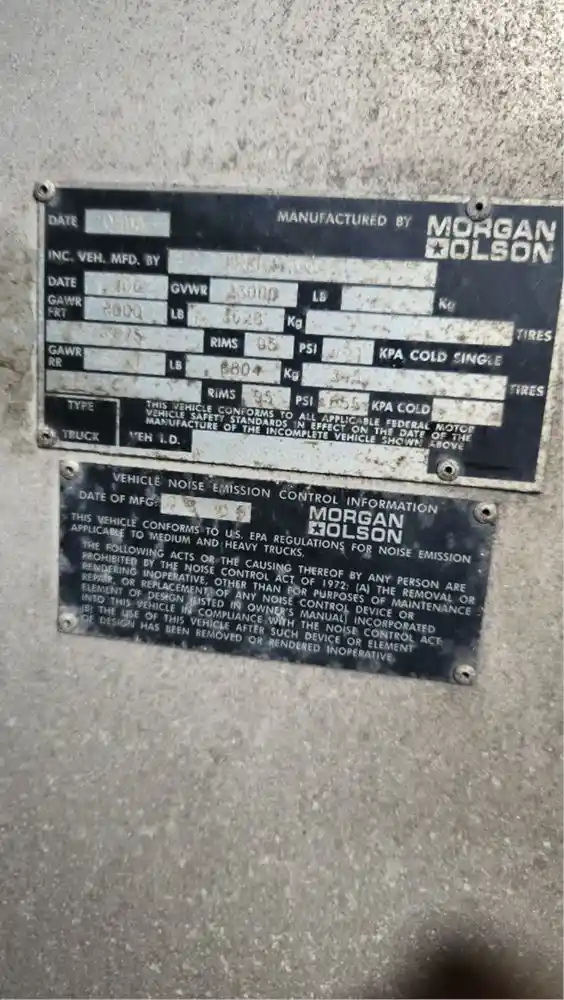 DATE
MANUFACTURED BY MORGAN OLSON
INC. VEH. MFD. BY
DATE GVWR 23000 LB Kg
GAWR FRT LB Kg TIRES
RIMS 95 PSI KPA COLD SINGLE
GAWR RR LB 6804 Kg TIRES
RIMS 95 PSI 655 KPA COLD
TYPE THIS VEHICLE CONFORMS TO ALL APPLICABLE FEDERAL MOTOR
VEHICLE SAFETY STANDARDS IN EFFECT ON THE DATE OF THE
MANUFACTURE OF THE INCOMPLETE VEHICLE SHOWN ABOVE
TRUCK VEH I.D.
VEHICLE NOISE EMISSION CONTROL INFORMATION
DATE OF MFG: MORGAN OLSON
THIS VEHICLE CONFORMS TO U.S. EPA REGULATIONS FOR NOISE EMISSION
APPLICABLE TO MEDIUM AND HEAVY TRUCKS.
THE FOLLOWING ACTS OR THE CAUSING THEREOF BY ANY PERSON ARE
PROHIBITED BY THE NOISE CONTROL ACT OF 1972: (A) THE REMOVAL OR
RENDERING INOPERATIVE, OTHER THAN FOR PURPOSES OF MAINTENANCE
REPAIR, OR REPLACEMENT, OF ANY NOISE CONTROL DEVICE OR
ELEMENT OF DESIGN (LISTED IN OWNER'S MANUAL) INCORPORATED
INTO THIS VEHICLE IN COMPLIANCE WITH THE NOISE CONTROL ACT
(B) THE USE OF THIS VEHICLE AFTER SUCH DEVICE OR ELEMENT
OF DESIGN HAS BEEN REMOVED OR RENDERED INOPERATIVE.